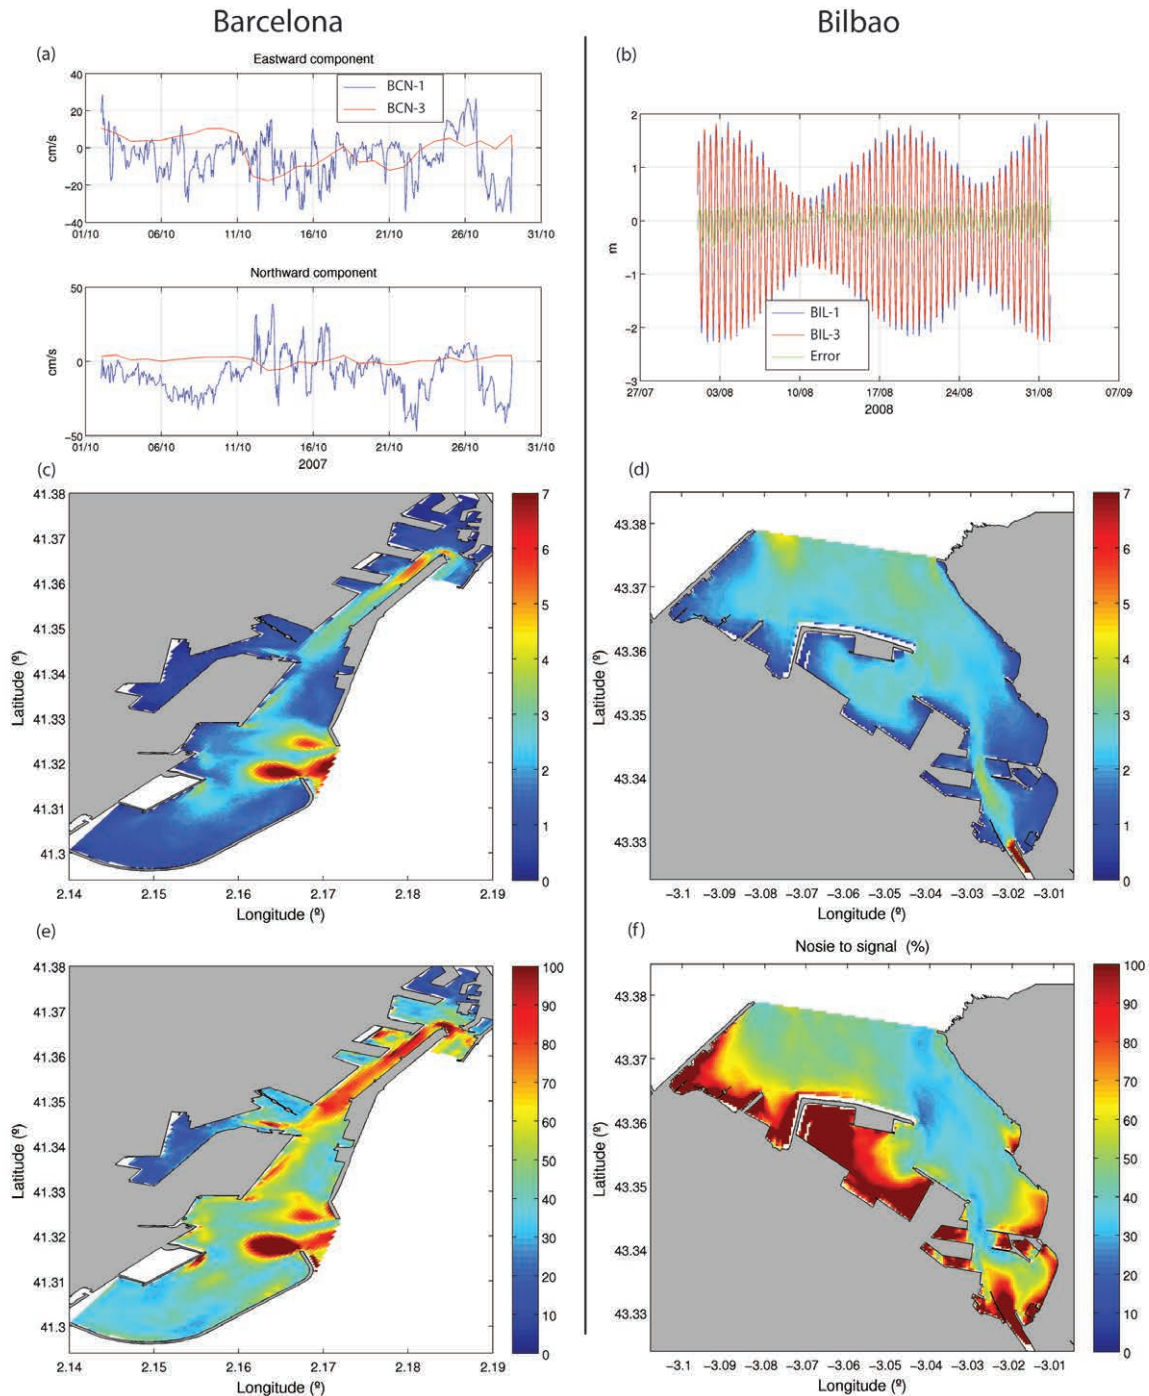 Barcelona
Bilbao
(a)
Eastward component
40
20
0
−20
−40
cm/s
BCN-1
BCN-3
01/10 06/10 11/10 16/10 21/10 26/10 31/10
Northward component
50
0
−50
cm/s
01/10 06/10 11/10 16/10 21/10 26/10 31/10
2007
(b)
2
1
0
−1
−2
−3
m
BIL-1
BIL-3
Error
27/07 03/08 10/08 17/08 24/08 31/08 07/09
2008
(c)
41.38
41.37
41.36
41.35
41.34
41.33
41.32
41.31
41.3
Latitude (º)
2.14 2.15 2.16 2.17 2.18 2.19
Longitude (º)
7
6
5
4
3
2
1
0
(d)
43.38
43.37
43.36
43.35
43.34
43.33
Latitude (º)
−3.1 −3.09 −3.08 −3.07 −3.06 −3.05 −3.04 −3.03 −3.02 −3.01
Longitude (º)
7
6
5
4
3
2
1
0
(e)
41.38
41.37
41.36
41.35
41.34
41.33
41.32
41.31
41.3
Latitude (º)
2.14 2.15 2.16 2.17 2.18 2.19
Longitude (º)
100
90
80
70
60
50
40
30
20
10
0
(f)
Nosie to signal (%)
43.38
43.37
43.36
43.35
43.34
43.33
Latitude (º)
−3.1 −3.09 −3.08 −3.07 −3.06 −3.05 −3.04 −3.03 −3.02 −3.01
Longitude (º)
100
90
80
70
60
50
40
30
20
10
0